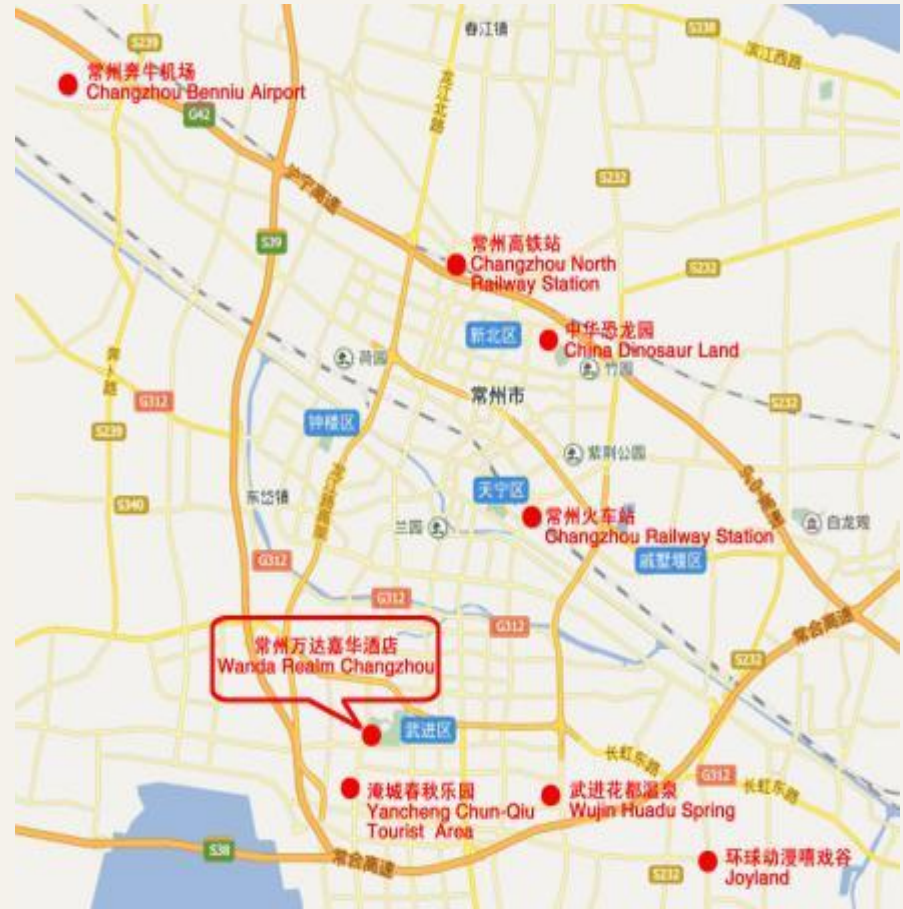 春江镇
S239
S238
滨江西路
常州奔牛机场
Changzhou Benniu Airport
龙江北路
G42
沪宁高速
S232
S39
常州高铁站
Changzhou North
Railway Station
S232
新北区
中华恐龙园
China Dinosaur Land
荷园
竹园
常州市
G312
S232
钟楼区
S239
紫荆公园
天宁区
东岱镇
S340
常州火车站
Changzhou Railway Station
兰园
白龙观
G312
戚墅堰区
G312
G312
常合高速
常州万达嘉华酒店
Wanda Realm Changzhou
S232
武进区
长虹东路
G312
长虹东路
淹城春秋乐园
Yancheng Chun-Qiu
Tourist Area
武进花都温泉
Wujin Huadu Spring
S38
常合高速
环球动漫嬉戏谷
Joyland
S232